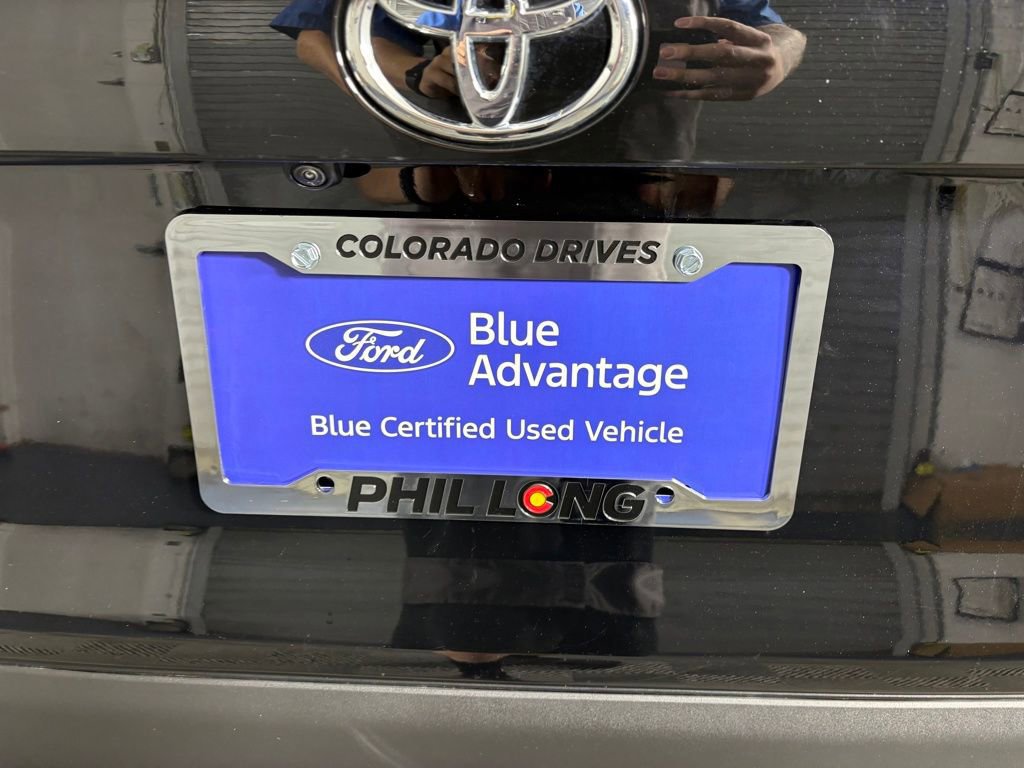 COLORADO DRIVES
Ford
Blue
Advantage
Blue Certified Used Vehicle
PHIL LONG